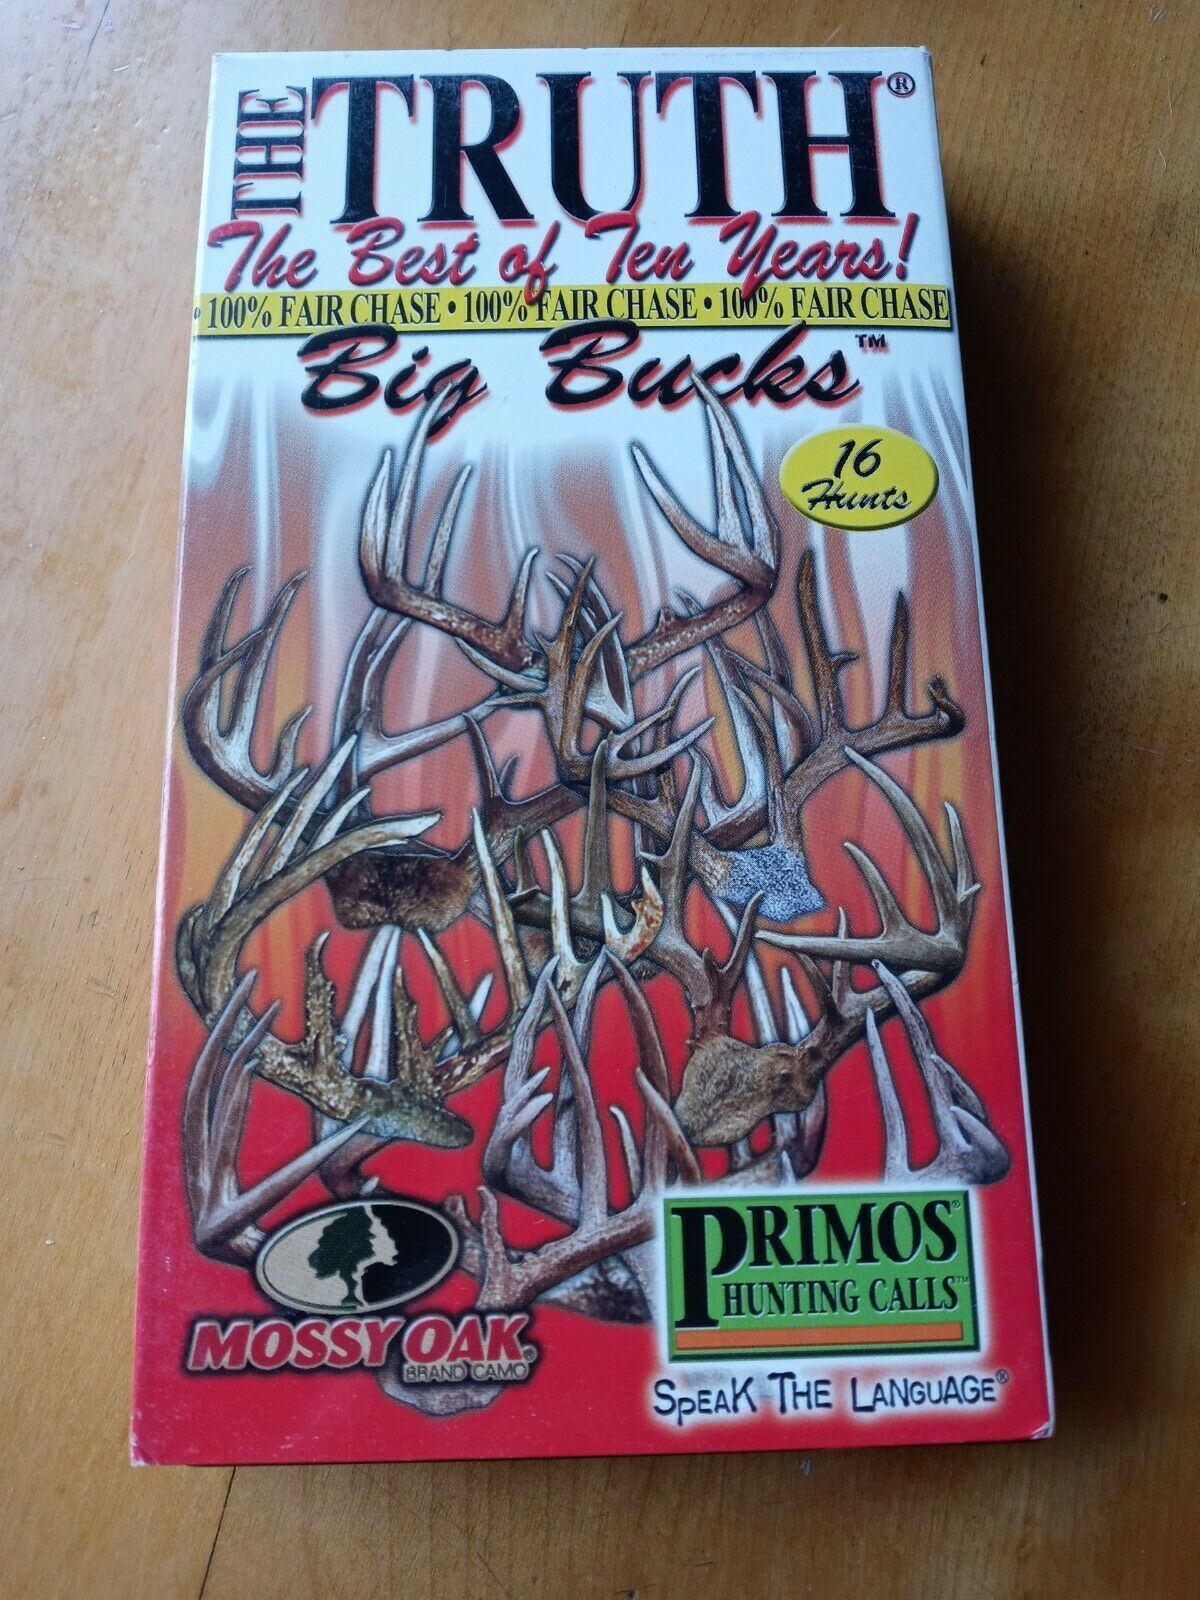 THE TRUTH®
The Best of Ten Years!
100% FAIR CHASE • 100% FAIR CHASE • 100% FAIR CHASE
Big Bucks™
16
Hunts
PRIMOS®
HUNTING CALLS™
MOSSY OAK®
BRAND CAMO
SPEAK THE LANGUAGE®